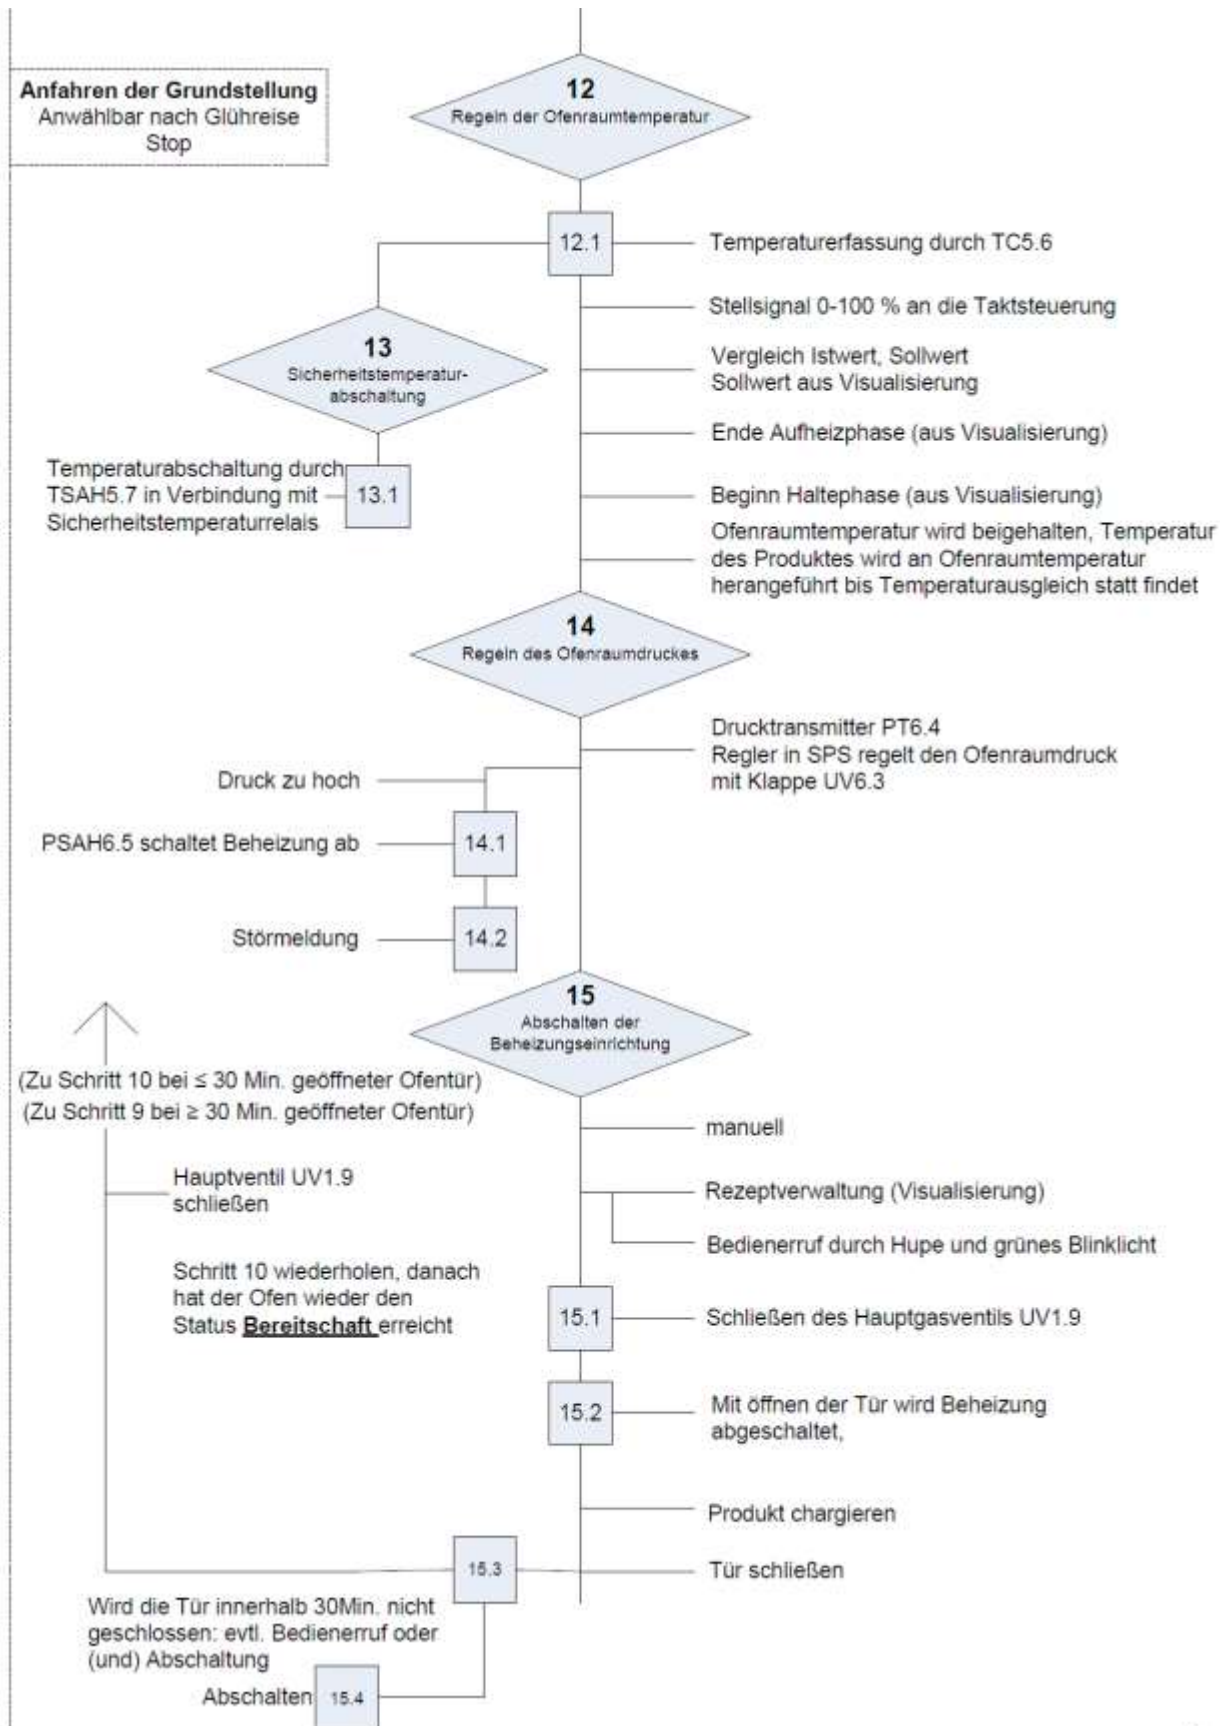 Anfahren der Grundstellung
Anwählbar nach Glühreise
Stop
12
Regeln der Ofenraumtemperatur
12.1
Temperaturerfassung durch TC5.6
Stellsignal 0-100 % an die Taktsteuerung
13
Sicherheitstemperatur-
abschaltung
Vergleich Istwert, Sollwert
Sollwert aus Visualisierung
Ende Aufheizphase (aus Visualisierung)
Temperaturabschaltung durch
TSAH5.7 in Verbindung mit
Sicherheitstemperaturrelais
13.1
Beginn Haltephase (aus Visualisierung)
Ofenraumtemperatur wird beigehalten, Temperatur
des Produktes wird an Ofenraumtemperatur
herangeführt bis Temperaturausgleich statt findet
14
Regeln des Ofenraumdruckes
Drucktransmitter PT6.4
Regler in SPS regelt den Ofenraumdruck
mit Klappe UV6.3
Druck zu hoch
PSAH6.5 schaltet Beheizung ab
14.1
Störmeldung
14.2
15
Abschalten der
Beheizungseinrichtung
(Zu Schritt 10 bei ≤ 30 Min. geöffneter Ofentür)
(Zu Schritt 9 bei ≥ 30 Min. geöffneter Ofentür)
manuell
Hauptventil UV1.9
schließen
Rezeptverwaltung (Visualisierung)
Bedienerruf durch Hupe und grünes Blinklicht
Schritt 10 wiederholen, danach
hat der Ofen wieder den
Status Bereitschaft erreicht
15.1
Schließen des Hauptgasventils UV1.9
15.2
Mit öffnen der Tür wird Beheizung
abgeschaltet,
Produkt chargieren
15.3
Tür schließen
Wird die Tür innerhalb 30Min. nicht
geschlossen: evtl. Bedienerruf oder
(und) Abschaltung
Abschalten
15.4